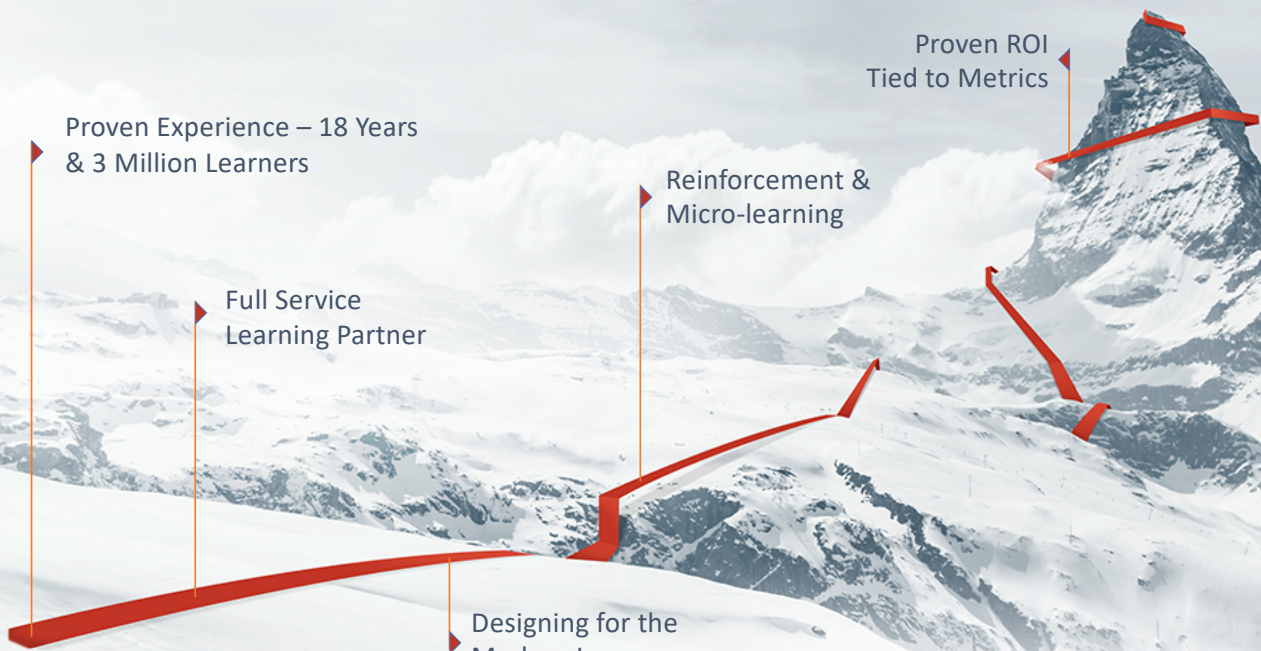 Proven ROI
Tied to Metrics
Proven Experience – 18 Years
& 3 Million Learners
Reinforcement &
Micro-learning
Full Service
Learning Partner
Designing for the